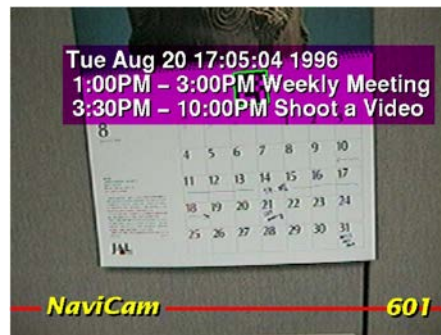 Tue Aug 20 17:05:04 1996
1:00PM – 3:00PM Weekly Meeting
3:30PM – 10:00PM Shoot a Video
8
4 5 6 7 8 9 10
11 12 13 14 15 16 17
18 19 20 21 22 23 24
25 26 27 28 29 30 31
JAL
NaviCam 601